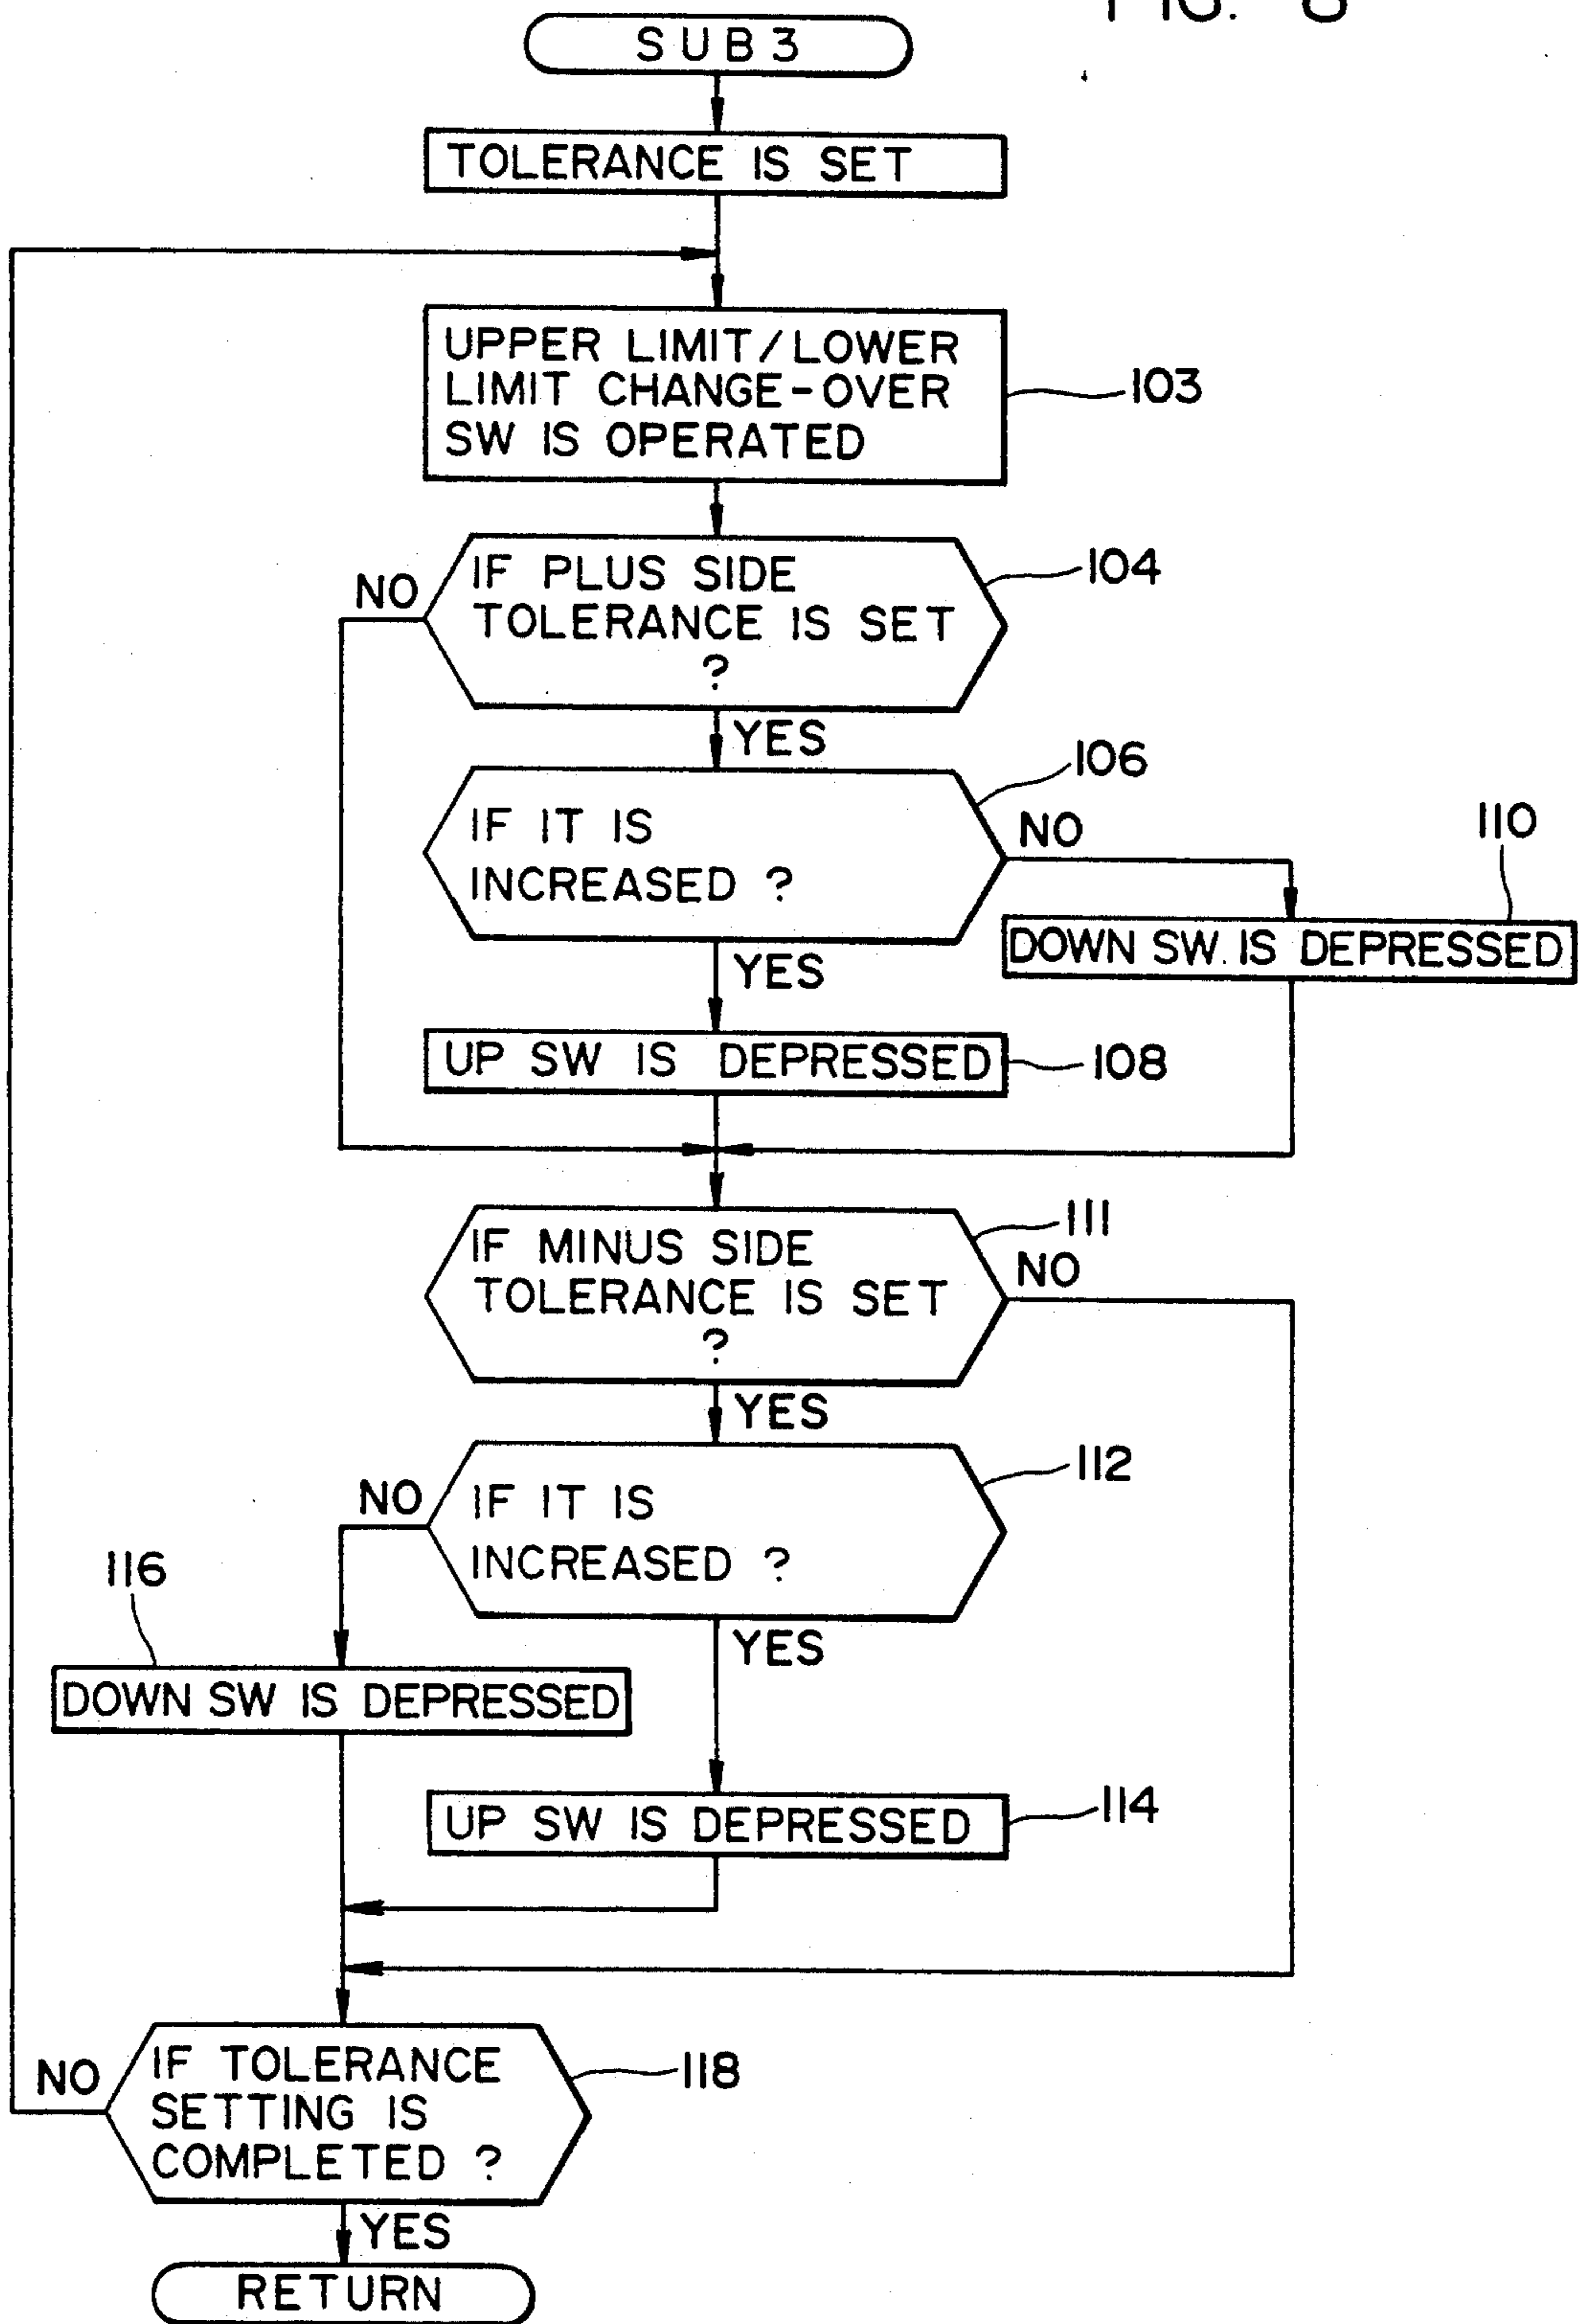 SUB3
TOLERANCE IS SET
UPPER LIMIT/LOWER
LIMIT CHANGE-OVER
SW IS OPERATED
103
IF PLUS SIDE
TOLERANCE IS SET
?
104
NO
YES
IF IT IS
INCREASED ?
106
NO
110
DOWN SW. IS DEPRESSED
YES
UP SW IS DEPRESSED
108
IF MINUS SIDE
TOLERANCE IS SET
?
111
NO
YES
IF IT IS
INCREASED ?
112
NO
116
DOWN SW IS DEPRESSED
YES
UP SW IS DEPRESSED
114
IF TOLERANCE
SETTING IS
COMPLETED ?
118
NO
YES
RETURN